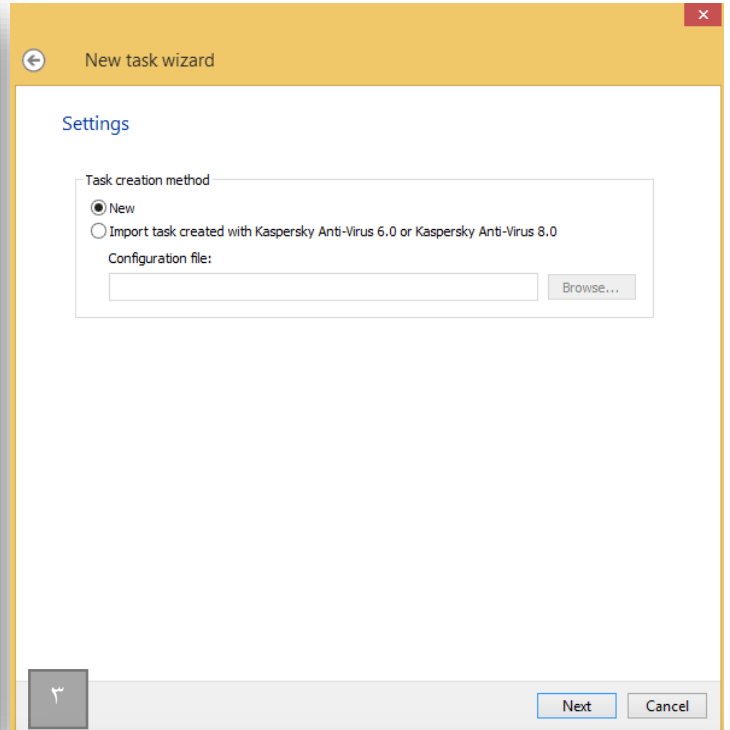 New task wizard
Settings
Task creation method
New
Import task created with Kaspersky Anti-Virus 6.0 or Kaspersky Anti-Virus 8.0
Configuration file:
Browse...
۳
Next Cancel